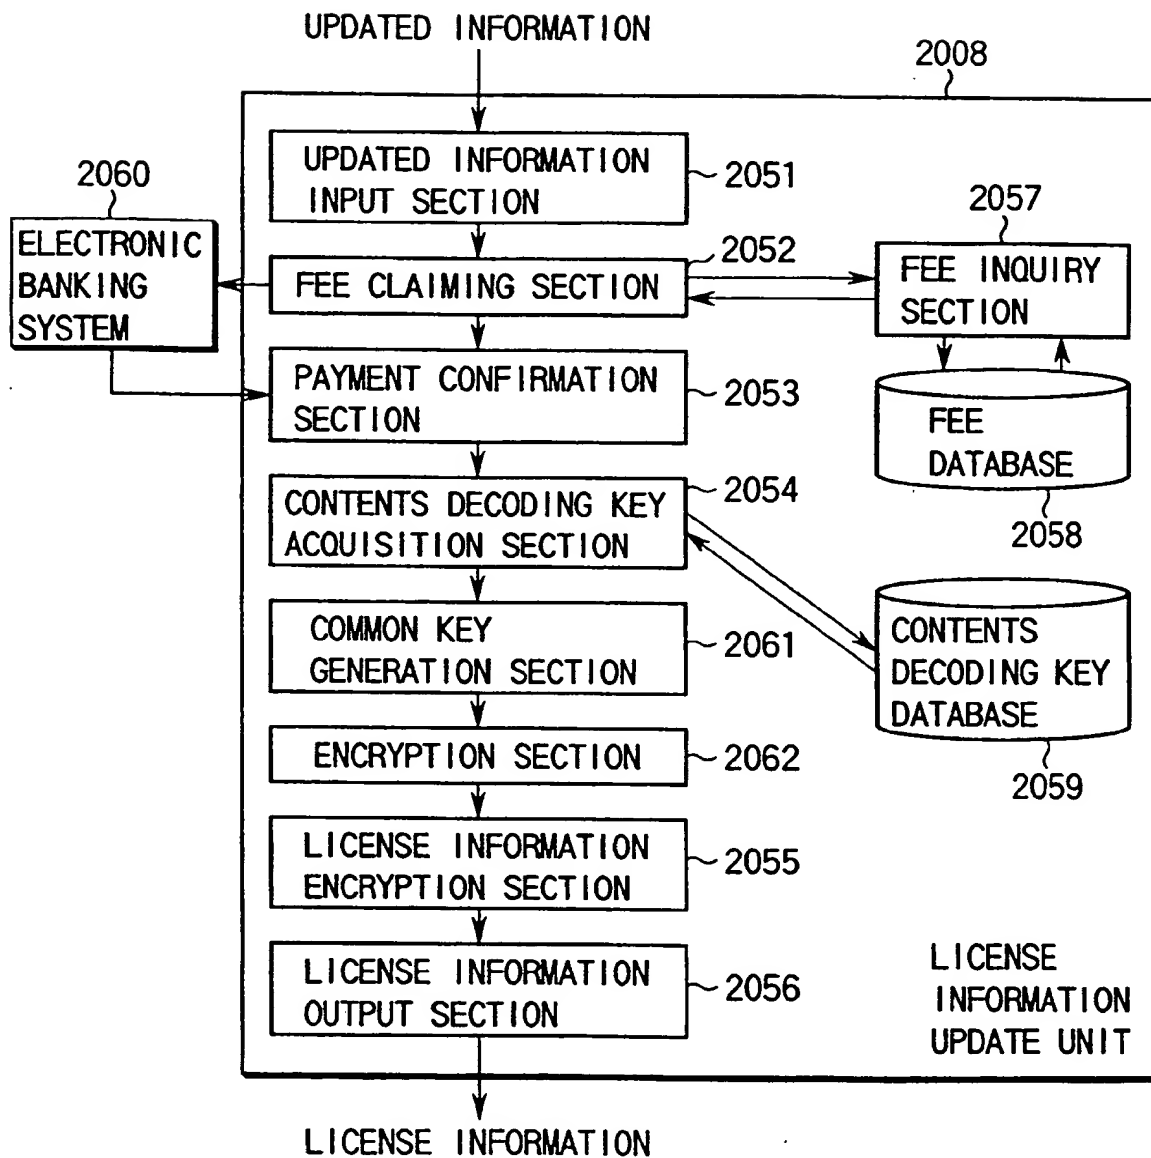 UPDATED INFORMATION
2008
UPDATED INFORMATION
INPUT SECTION
2051
2060
ELECTRONIC
BANKING
SYSTEM
2052
FEE CLAIMING SECTION
2057
FEE INQUIRY
SECTION
PAYMENT CONFIRMATION
SECTION
2053
FEE
DATABASE
2058
2054
CONTENTS DECODING KEY
ACQUISITION SECTION
COMMON KEY
GENERATION SECTION
2061
CONTENTS
DECODING KEY
DATABASE
2059
ENCRYPTION SECTION
2062
LICENSE INFORMATION
ENCRYPTION SECTION
2055
LICENSE INFORMATION
OUTPUT SECTION
2056
LICENSE
INFORMATION
UPDATE UNIT
LICENSE INFORMATION